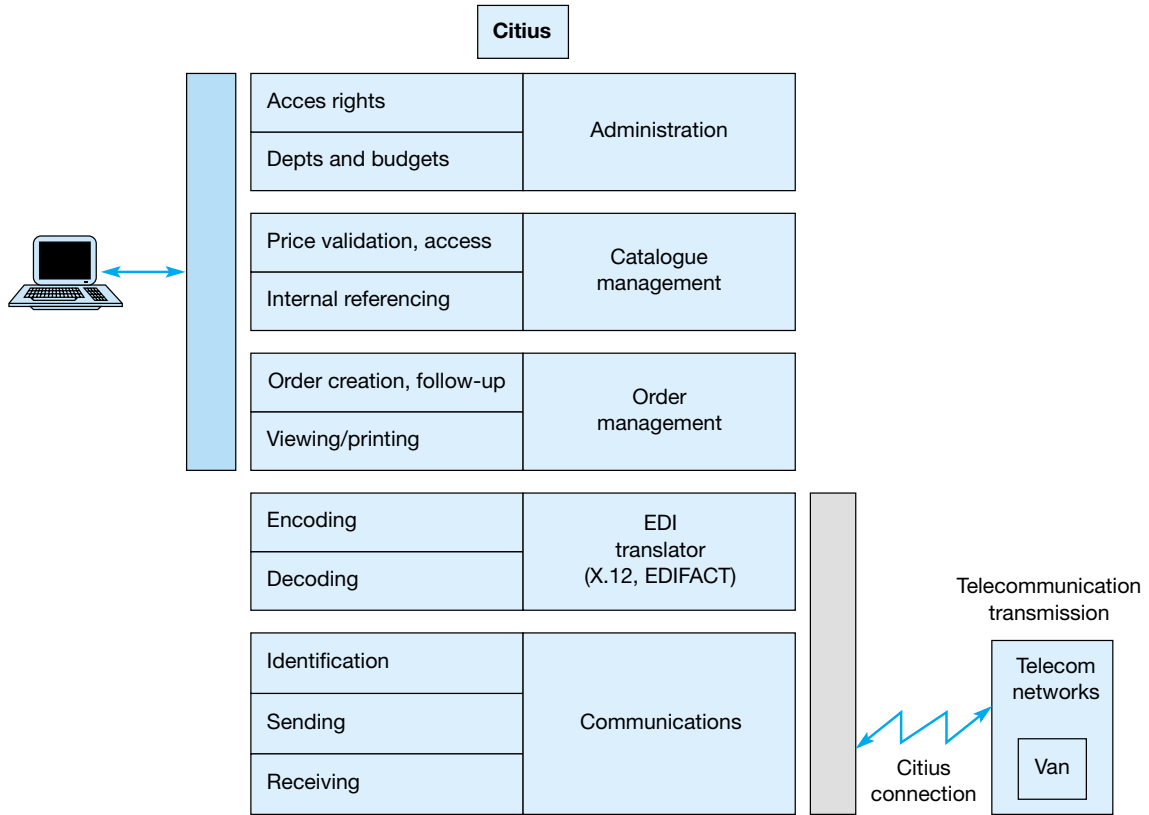 Citius
Acces rights
Depts and budgets
Administration
Price validation, access
Internal referencing
Catalogue
management
Order creation, follow-up
Viewing/printing
Order
management
Encoding
Decoding
EDI
translator
(X.12, EDIFACT)
Identification
Sending
Receiving
Communications
Telecommunication
transmission
Telecom
networks
Van
Citius
connection